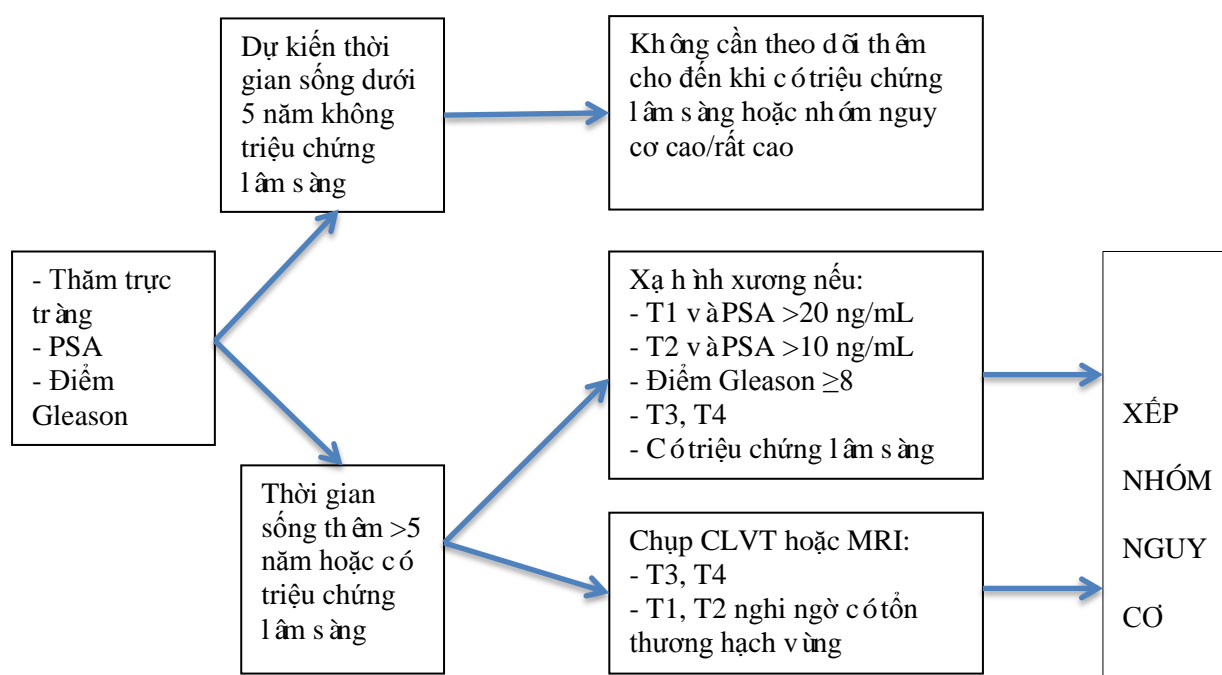 - Thăm trực
tràng
- PSA
- Điểm
Gleason
Dự kiến thời
gian sống dưới
5 năm không
triệu chứng
lâm sàng
Không cần theo dõi thêm
cho đến khi có triệu chứng
lâm sàng hoặc nhóm nguy
cơ cao/rất cao
Thời gian
sống thêm >5
năm hoặc có
triệu chứng
lâm sàng
Xạ hình xương nếu:
- T1 và PSA >20 ng/mL
- T2 và PSA >10 ng/mL
- Điểm Gleason ≥8
- T3, T4
- Có triệu chứng lâm sàng
Chụp CLVT hoặc MRI:
- T3, T4
- T1, T2 nghi ngờ có tổn
thương hạch vùng
XẾP
NHÓM
NGUY
CƠ